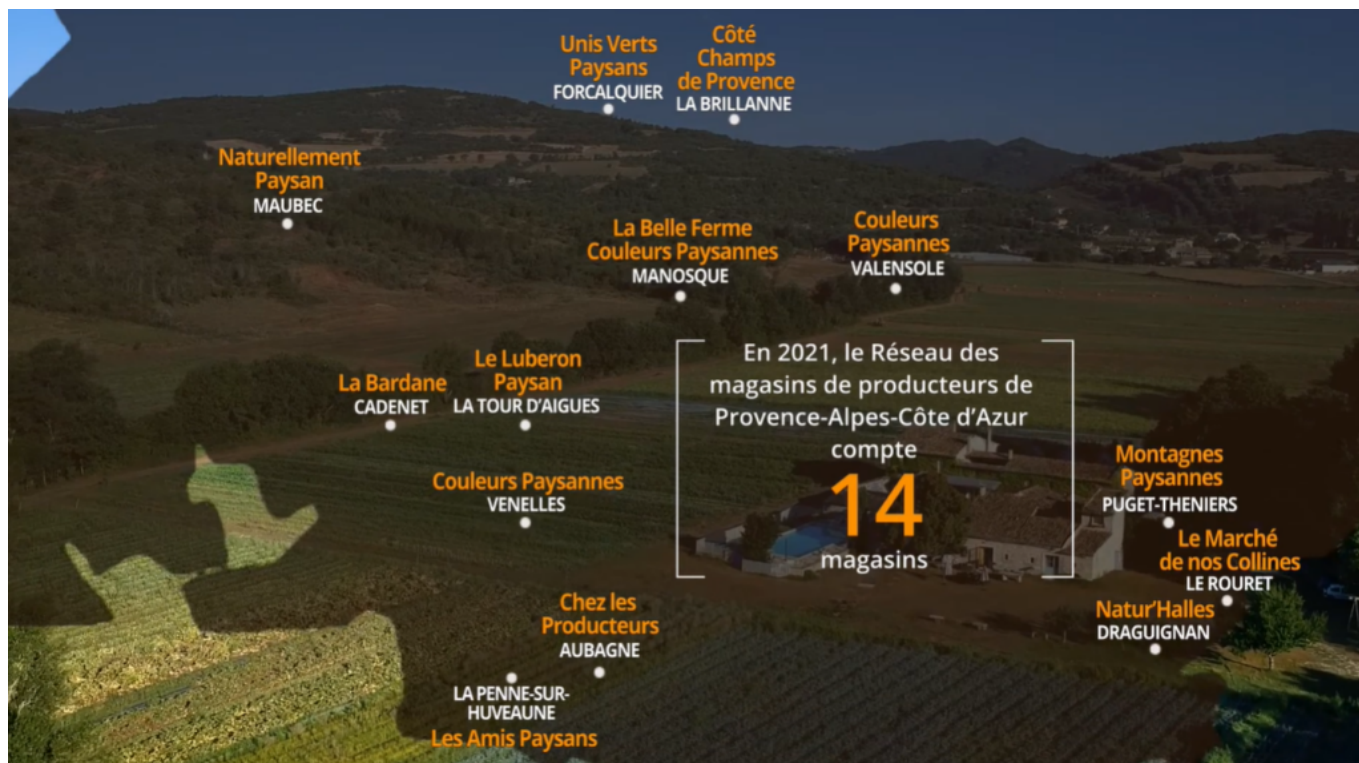 Unis Verts
Paysans
FORCALQUIER
Côté
Champs
de Provence
LA BRILLANNE
Naturellement
Paysan
MAUBEC
La Belle Ferme
Couleurs Paysannes
MANOSQUE
Couleurs
Paysannes
VALENSOLE
La Bardane
CADENET
Le Luberon
Paysan
LA TOUR D'AIGUES
En 2021, le Réseau des
magasins de producteurs de
Provence-Alpes-Côte d'Azur
compte
14
magasins
Couleurs Paysannes
VENELLES
Montagnes
Paysannes
PUGET-THENIERS
Le Marché
de nos Collines
LE ROURET
Natur'Halles
DRAGUIGNAN
Chez les
Producteurs
AUBAGNE
LA PENNE-SUR-
HUVEAUNE
Les Amis Paysans